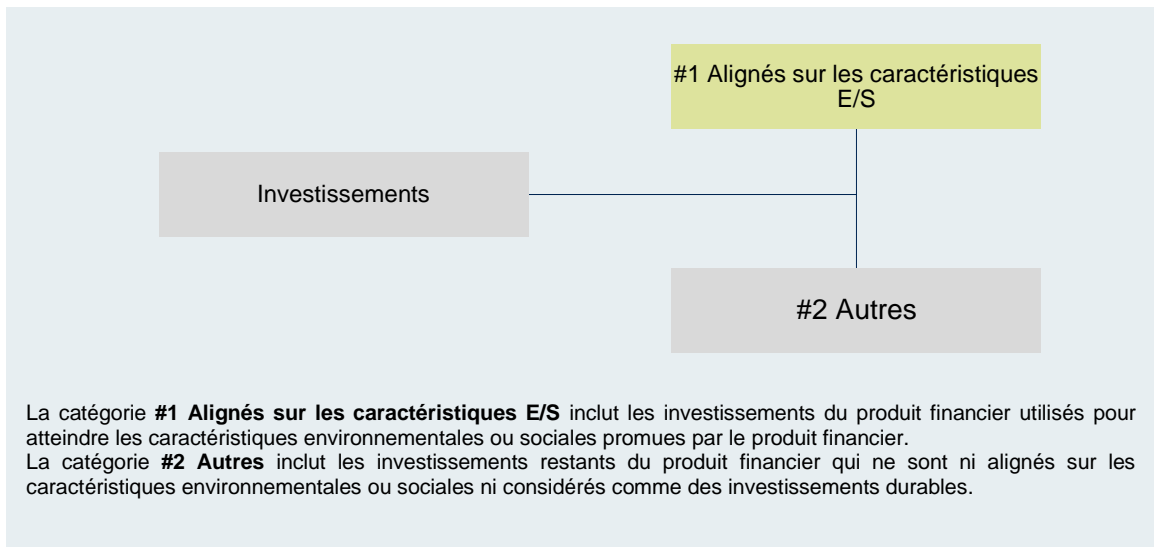 #1 Alignés sur les caractéristiques
E/S
Investissements
#2 Autres
La catégorie #1 Alignés sur les caractéristiques E/S inclut les investissements du produit financier utilisés pour
atteindre les caractéristiques environnementales ou sociales promues par le produit financier.
La catégorie #2 Autres inclut les investissements restants du produit financier qui ne sont ni alignés sur les
caractéristiques environnementales ou sociales ni considérés comme des investissements durables.